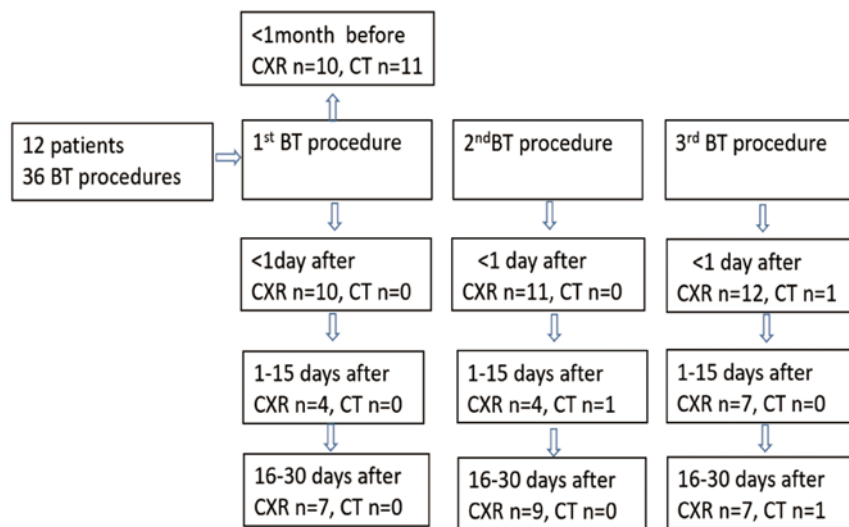 <1month before
CXR n=10, CT n=11
12 patients
36 BT procedures
1st BT procedure
2ndBT procedure
3rd BT procedure
<1day after
CXR n=10, CT n=0
<1 day after
CXR n=11, CT n=0
<1 day after
CXR n=12, CT n=1
1-15 days after
CXR n=4, CT n=0
1-15 days after
CXR n=4, CT n=1
1-15 days after
CXR n=7, CT n=0
16-30 days after
CXR n=7, CT n=0
16-30 days after
CXR n=9, CT n=0
16-30 days after
CXR n=7, CT n=1